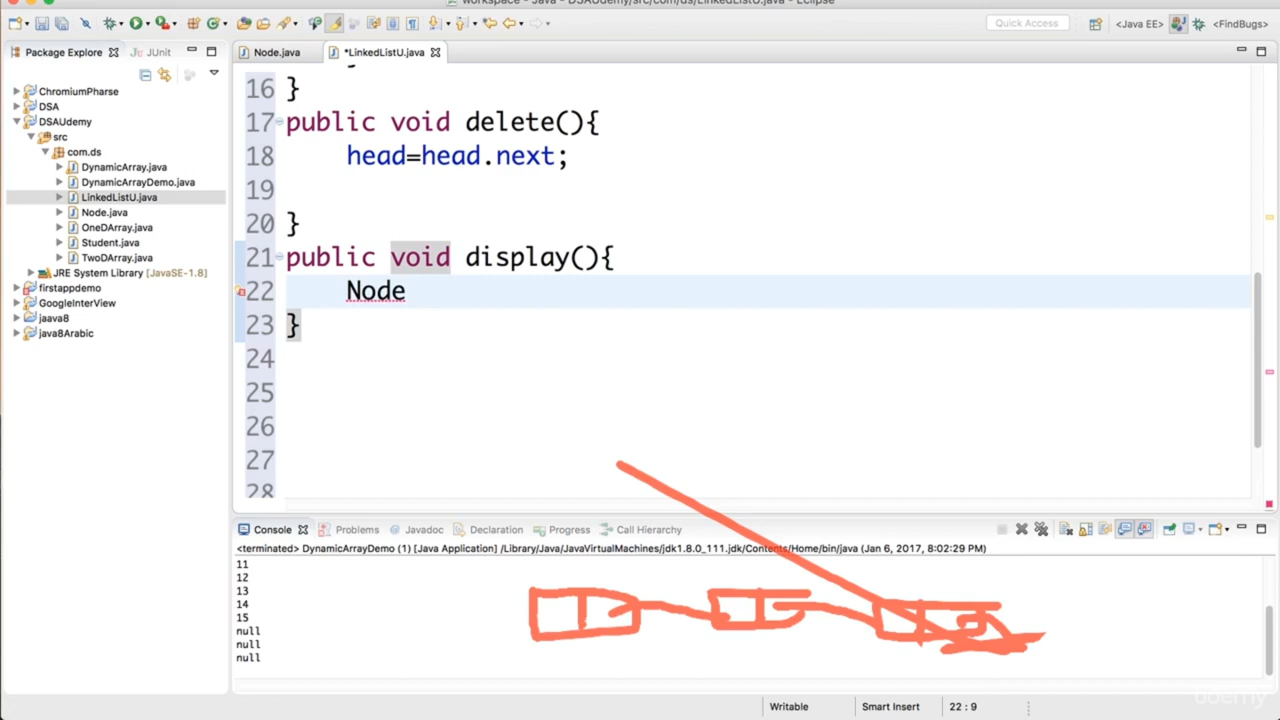 workspace - Java - DSAUdemy/src/com/ds/LinkedListU.java - Eclipse
Quick Access
<Java EE>
<FindBugs>
Package Explore
JUnit
Node.java
*LinkedListU.java
ChromiumPharse
DSA
DSAUdemy
src
com.ds
DynamicArray.java
DynamicArrayDemo.java
LinkedListU.java
Node.java
OneDArray.java
Student.java
TwoDArray.java
JRE System Library [JavaSE-1.8]
firstappdemo
GoogleInterView
jaava8
java8Arabic
16 }
17 public void delete(){
18 head=head.next;
19
20 }
21 public void display(){
22 Node
23 }
24
25
26
27
28
Console
Problems
Javadoc
Declaration
Progress
Call Hierarchy
<terminated> DynamicArrayDemo (1) [Java Application] /Library/Java/JavaVirtualMachines/jdk1.8.0_111.jdk/Contents/Home/bin/java (Jan 6, 2017, 8:02:29 PM)
11
12
13
14
15
null
null
null
Writable
Smart Insert
22 : 9
udemy